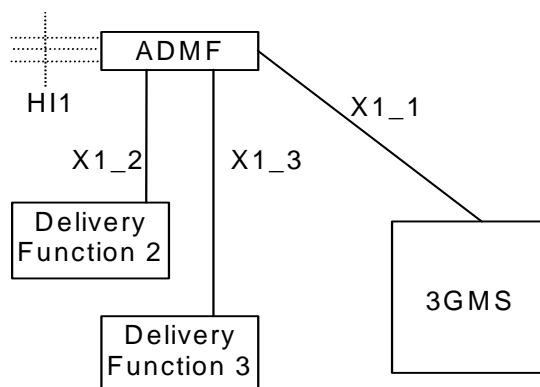 ADMF
HI1
X1_1
X1_2
X1_3
Delivery
Function 2
3GMS
Delivery
Function 3